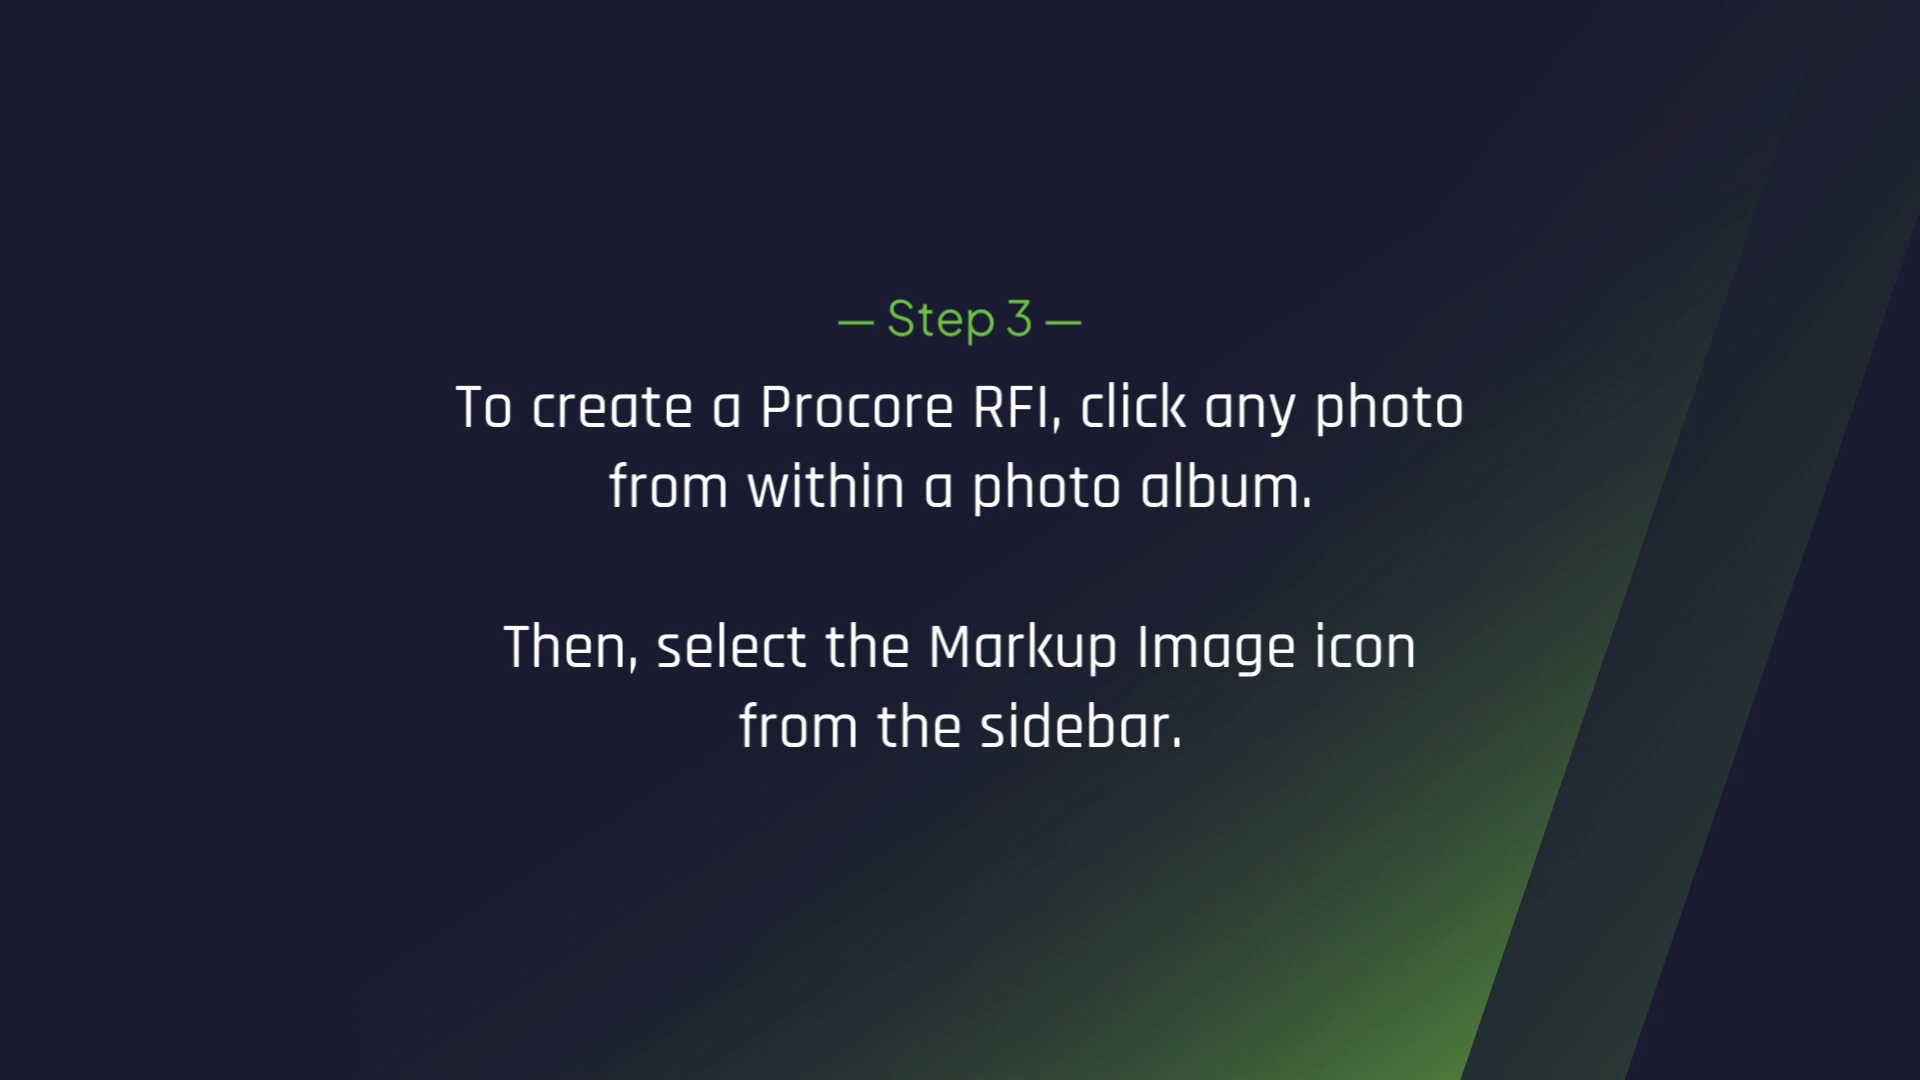 — Step 3 —
To create a Procore RFI, click any photo
from within a photo album.
Then, select the Markup Image icon
from the sidebar.